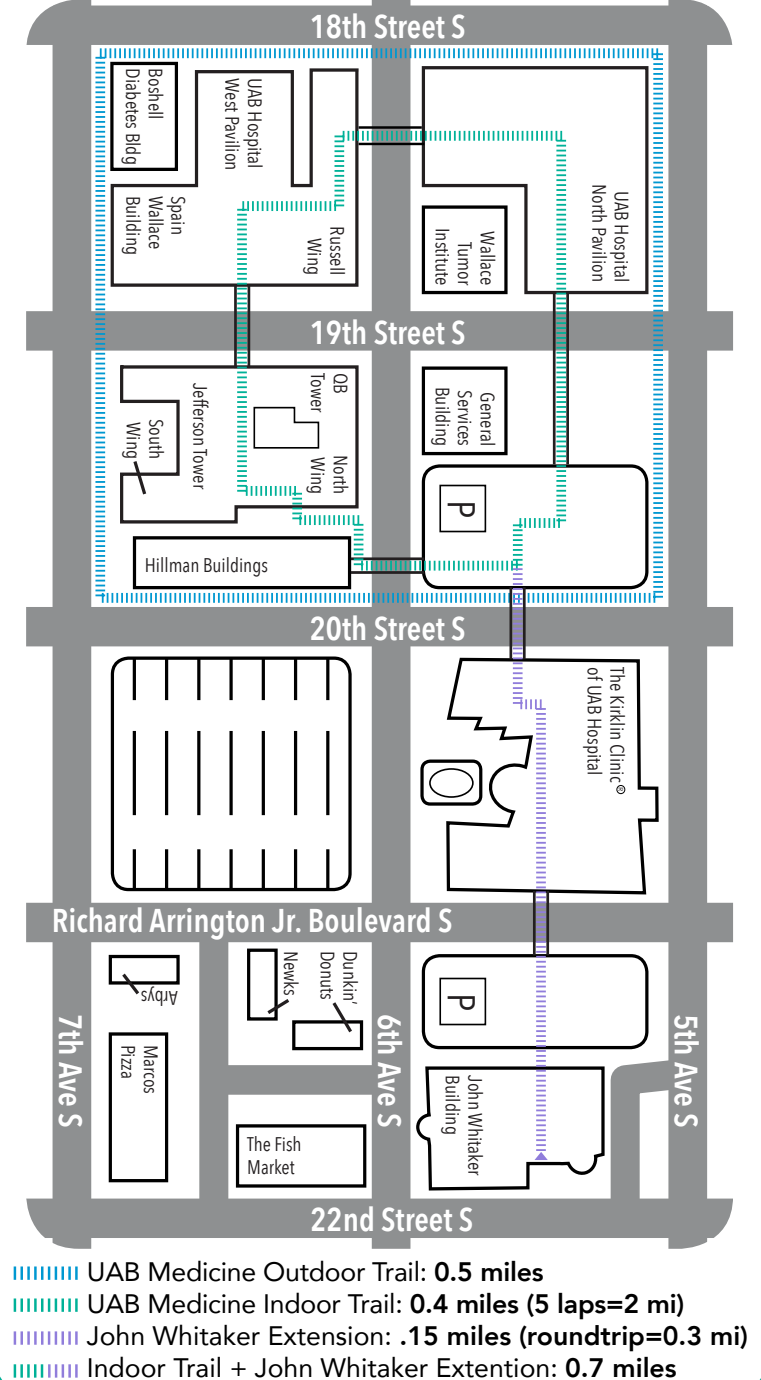 18th Street S
Boshell
Diabetes Bldg
UAB Hospital
West Pavilion
Spain
Wallace
Building
Russell
Wing
UAB Hospital
North Pavilion
Wallace
Tumor
Institute
19th Street S
QB
Tower
North
Wing
Jefferson Tower
South
Wing
General
Services
Building
P
Hillman Buildings
20th Street S
The Kirklin Clinic®
of UAB Hospital
Richard Arrington Jr. Boulevard S
Arbys
Newks
Dunkin'
Donuts
P
7th Ave S
6th Ave S
5th Ave S
Marcos
Pizza
John Whitaker
Building
The Fish
Market
22nd Street S
UAB Medicine Outdoor Trail: 0.5 miles
UAB Medicine Indoor Trail: 0.4 miles (5 laps=2 mi)
John Whitaker Extension: .15 miles (roundtrip=0.3 mi)
Indoor Trail + John Whitaker Extention: 0.7 miles